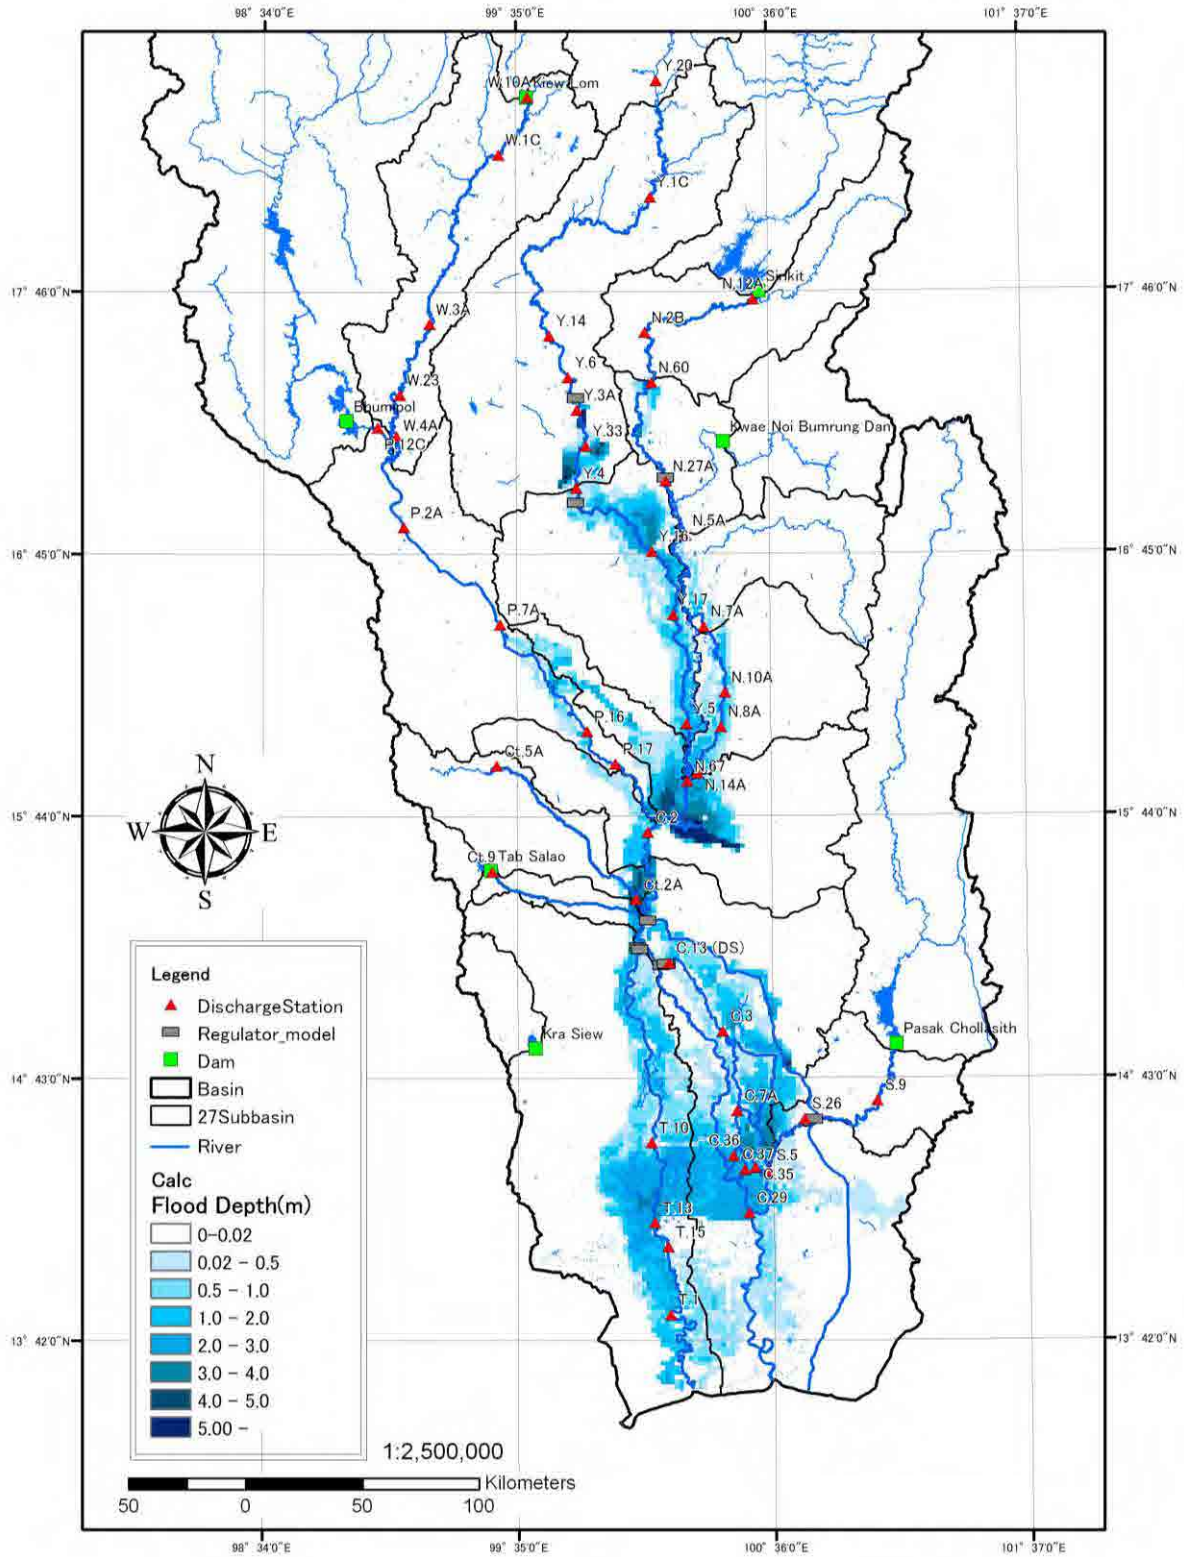 98° 34'0"E 99° 35'0"E 100° 36'0"E 101° 37'0"E
Y.20
W.10A Kiew Lom
W.1C
Y.1C
Sirikit
N.12A
17° 46'0"N 17° 46'0"N
W.3A
Y.14
N.2B
Y.6
N.60
W.23
Y.3A
Bhumipol
W.4A
Y.33
Kwae Noi Bumrung Dan
P.12C
Y.4
N.27A
P.2A
N.5A
Y.16
16° 45'0"N 16° 45'0"N
P.7A
Y.17
N.7A
N.10A
P.16
Y.5
N.8A
Ct.5A
P.17
N.67
N.14A
N
W E
S
15° 44'0"N 15° 44'0"N
C.2
Ct.9 Tab Salao
Ct.2A
C.13 (DS)
C.3
Kra Siew
Pasak Chollasith
14° 43'0"N 14° 43'0"N
S.9
C.7A
S.26
T.10
C.36
C.37
S.5
C.35
C.29
T.13
T.15
T.1
13° 42'0"N 13° 42'0"N
Legend
DischargeStation
Regulator_model
Dam
Basin
27Subbasin
River
Calc
Flood Depth(m)
0-0.02
0.02 - 0.5
0.5 - 1.0
1.0 - 2.0
2.0 - 3.0
3.0 - 4.0
4.0 - 5.0
5.00 -
1:2,500,000
Kilometers
50 0 50 100
98° 34'0"E 99° 35'0"E 100° 36'0"E 101° 37'0"E